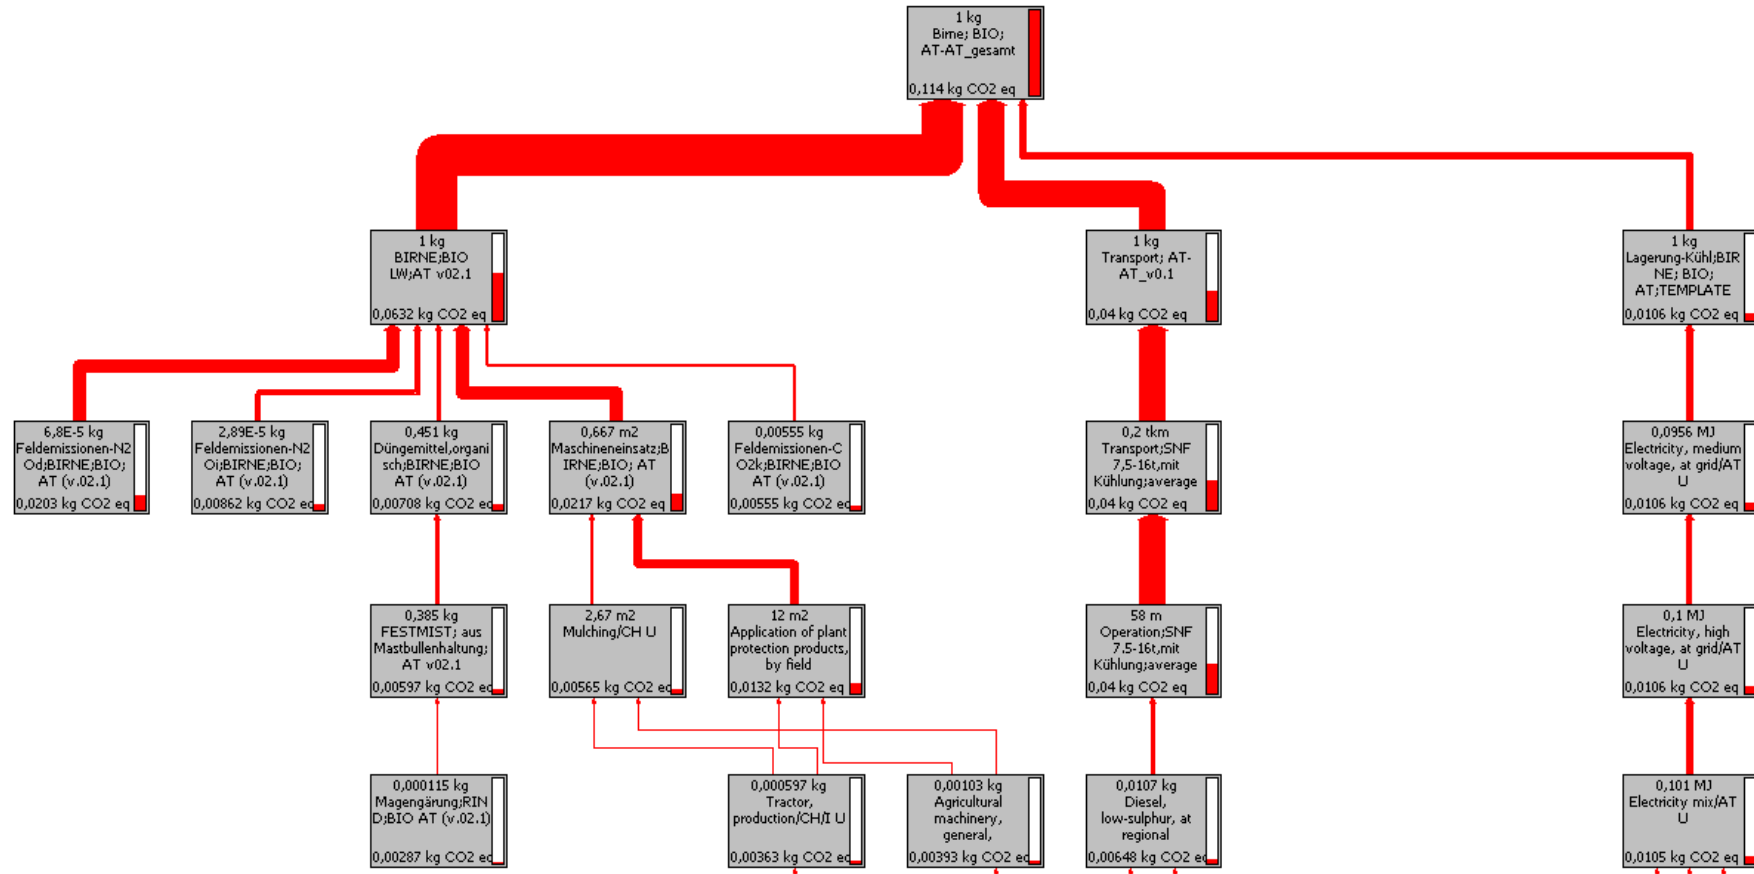 1 kg
Birne; BIO;
AT-AT_gesamt
0,114 kg CO2 eq
1 kg
BIRNE;BIO
LW;AT v02.1
0,0632 kg CO2 eq
1 kg
Transport; AT-
AT_v0.1
0,04 kg CO2 eq
1 kg
Lagerung-Kühl;BIR
NE; BIO;
AT;TEMPLATE
0,0106 kg CO2 eq
6,8E-5 kg
Feldemissionen-N2
Od;BIRNE;BIO;
AT (v.02.1)
0,0203 kg CO2 eq
2,89E-5 kg
Feldemissionen-N2
Oi;BIRNE;BIO;
AT (v.02.1)
0,00862 kg CO2 eq
0,451 kg
Düngemittel,organi
sch;BIRNE;BIO
AT (v.02.1)
0,00708 kg CO2 eq
0,667 m2
Maschineneinsatz;B
IRNE;BIO; AT
(v.02.1)
0,0217 kg CO2 eq
0,00555 kg
Feldemissionen-C
O2k;BIRNE;BIO
AT (v.02.1)
0,00555 kg CO2 eq
0,2 tkm
Transport;SNF
7,5-16t,mit
Kühlung;average
0,04 kg CO2 eq
0,0956 MJ
Electricity, medium
voltage, at grid/AT
U
0,0106 kg CO2 eq
0,385 kg
FESTMIST; aus
Mastbullenhaltung;
AT v02.1
0,00597 kg CO2 eq
2,67 m2
Mulching/CH U
0,00565 kg CO2 eq
12 m2
Application of plant
protection products,
by field
0,0132 kg CO2 eq
58 m
Operation;SNF
7.5-16t,mit
Kühlung;average
0,04 kg CO2 eq
0,1 MJ
Electricity, high
voltage, at grid/AT
U
0,0106 kg CO2 eq
0,000115 kg
Magengärung;RIN
D;BIO AT (v.02.1)
0,00287 kg CO2 eq
0,000597 kg
Tractor,
production/CH/I U
0,00363 kg CO2 eq
0,00103 kg
Agricultural
machinery,
general,
0,00393 kg CO2 eq
0,0107 kg
Diesel,
low-sulphur, at
regional
0,00648 kg CO2 eq
0,101 MJ
Electricity mix/AT
U
0,0105 kg CO2 eq